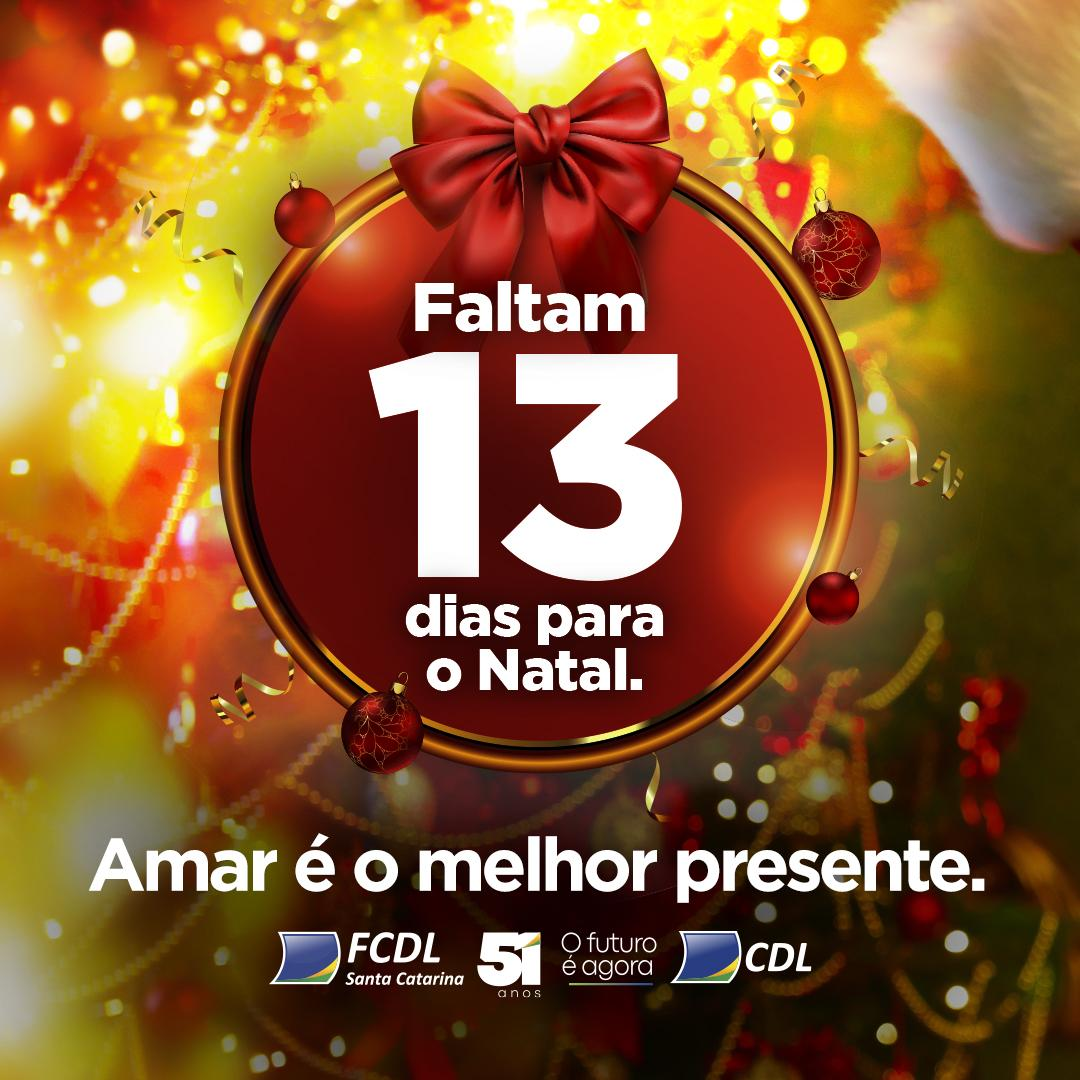 Faltam
13
dias para
o Natal.
Amar é o melhor presente.
FCDL
Santa Catarina
51
anos
O futuro
é agora
CDL